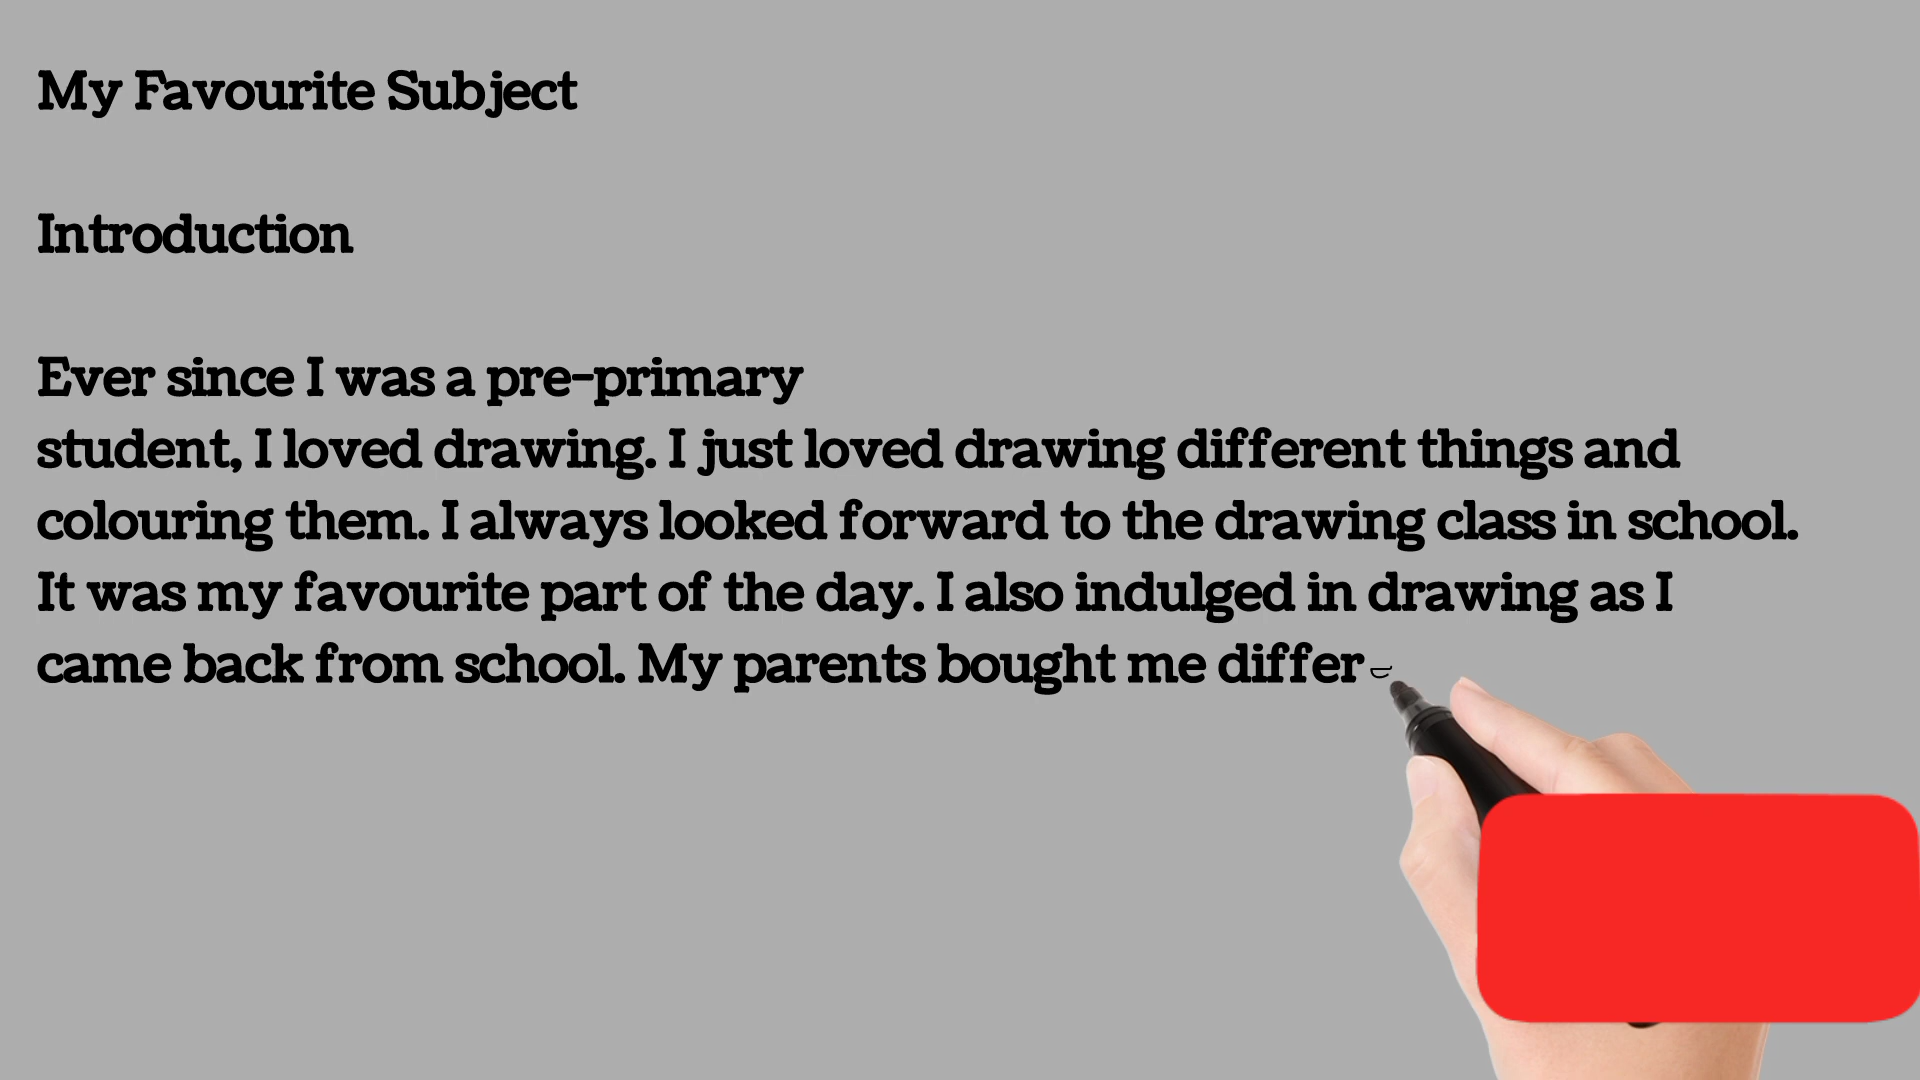 My Favourite Subject
Introduction
Ever since I was a pre-primary
student, I loved drawing. I just loved drawing different things and
colouring them. I always looked forward to the drawing class in school.
It was my favourite part of the day. I also indulged in drawing as I
came back from school. My parents bought me differ